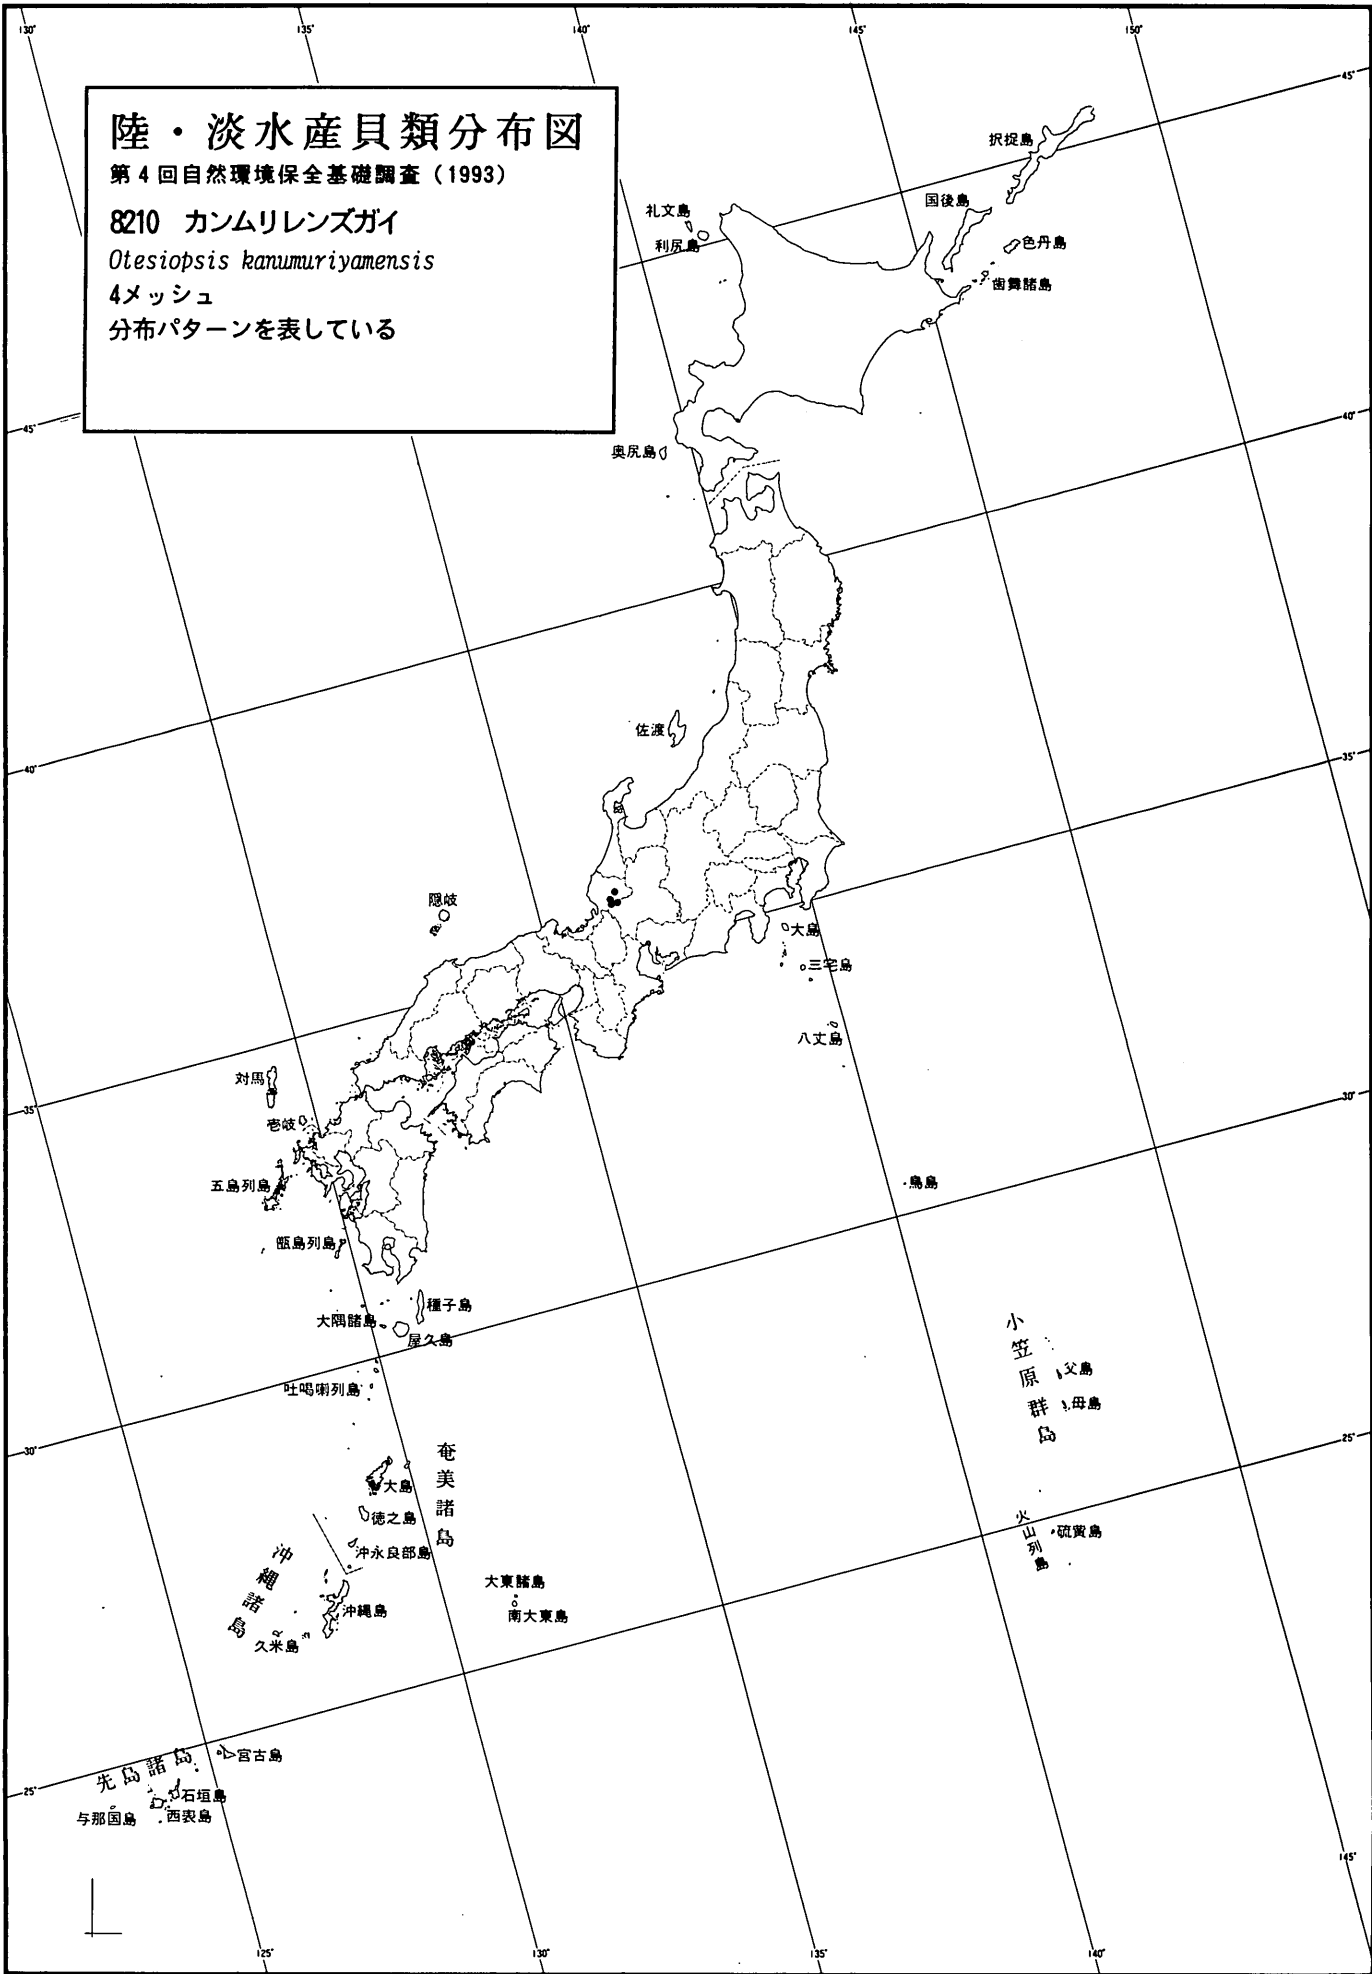 130°
135°
140°
145°
150°
陸・淡水産貝類分布図
第4回自然環境保全基礎調査(1993)
8210 カンムリレンズガイ
Otesiopsis kanumuriyamensis
4メッシュ
分布パターンを表している
45°
択捉島
国後島
色丹島
歯舞諸島
礼文島
利尻島
45°
40°
奥尻島
佐渡
40°
35°
隠岐
大島
三宅島
八丈島
対馬
35°
壱岐
30°
五島列島
鳥島
甑島列島
種子島
大隅諸島
屋久島
吐喝喇列島
小笠原群島
父島
母島
30°
25°
奄美諸島
大島
徳之島
沖永良部島
火山列島
硫黄島
沖縄諸島
沖縄島
久米島
大東諸島
南大東島
先島諸島
宮古島
石垣島
西表島
与那国島
25°
145°
125°
130°
135°
140°